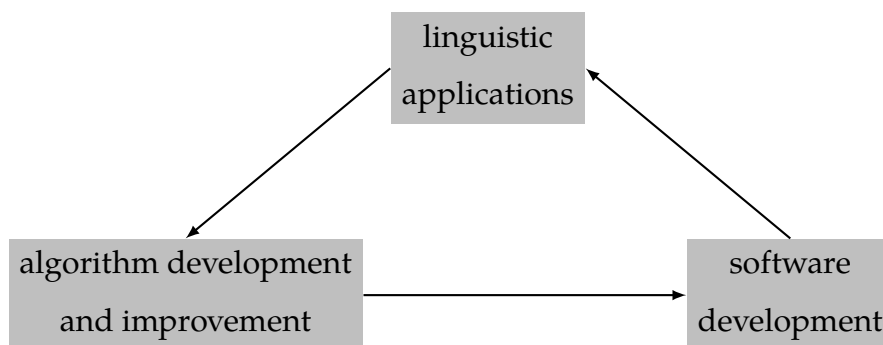 linguistic
applications
algorithm development
and improvement
software
development